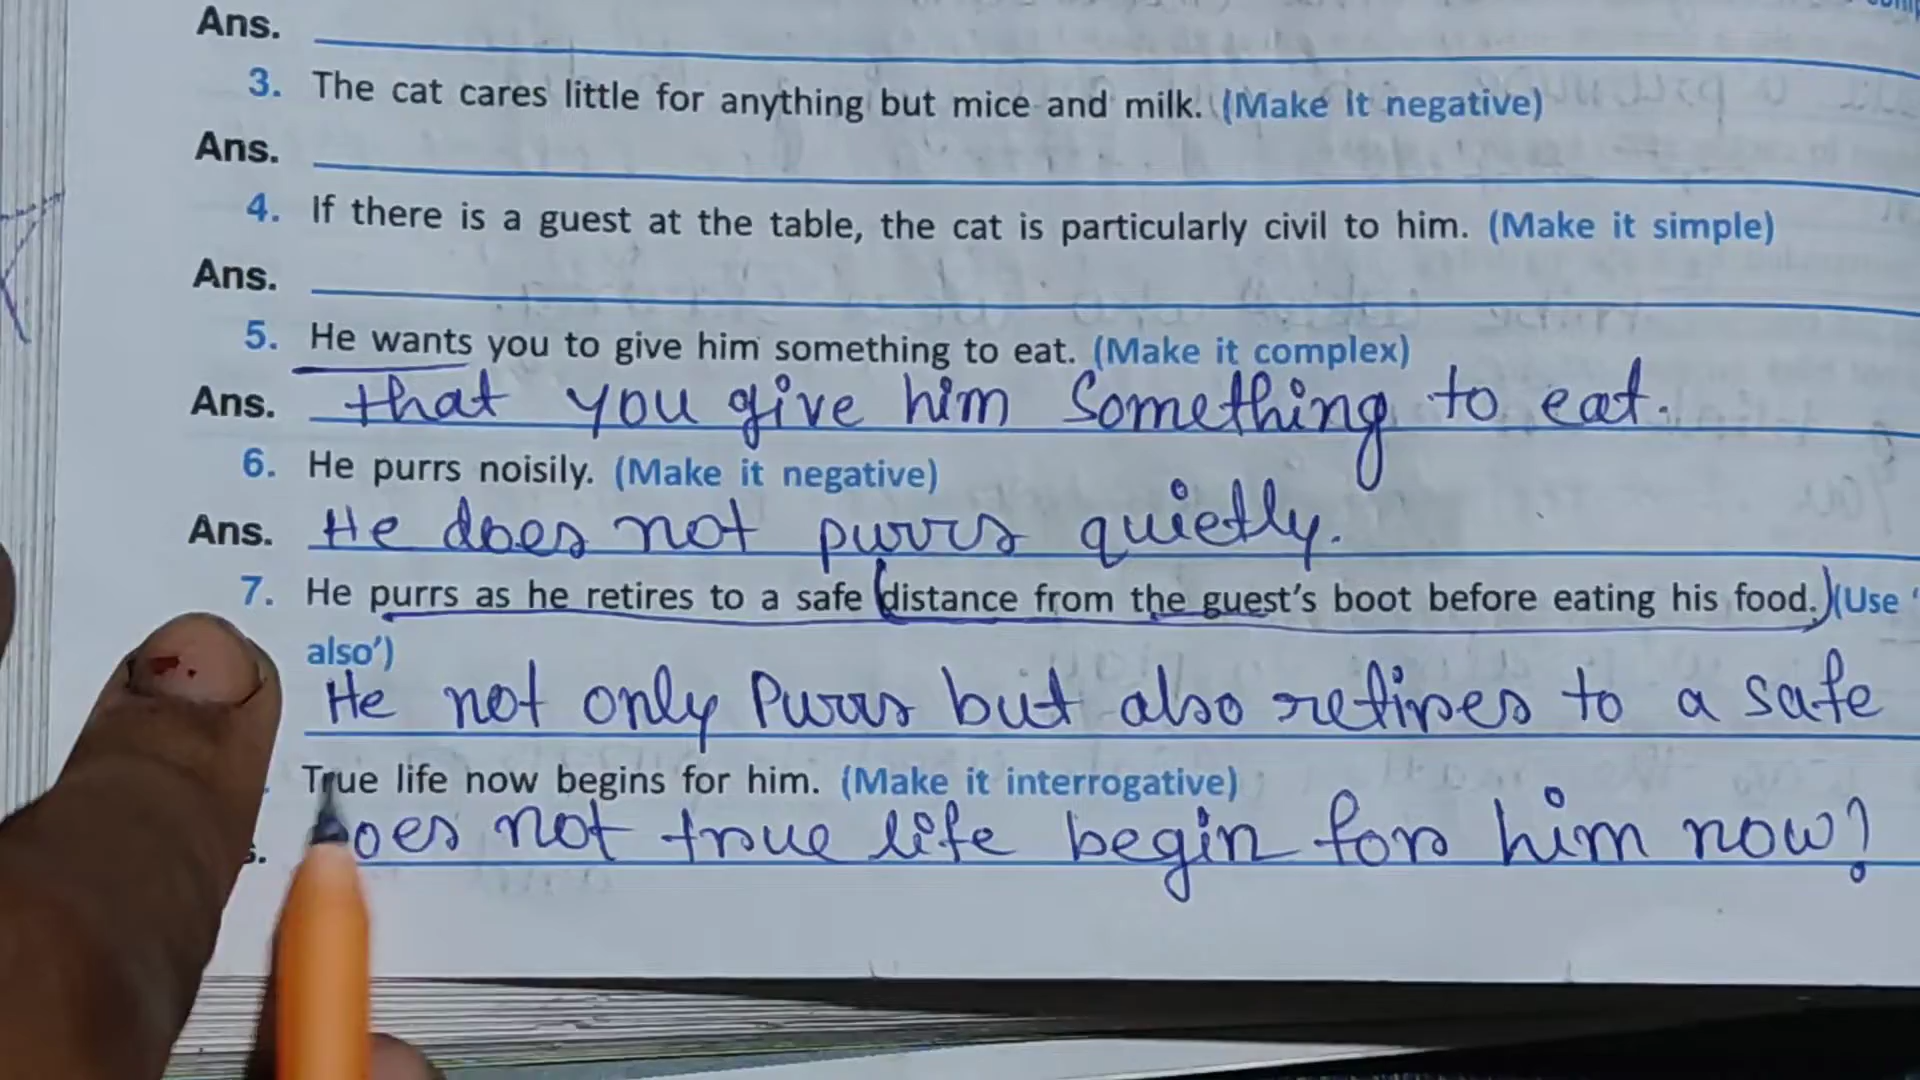 Ans.
3. The cat cares little for anything but mice and milk. (Make it negative)
Ans.
4. If there is a guest at the table, the cat is particularly civil to him. (Make it simple)
Ans.
5. He wants you to give him something to eat. (Make it complex)
Ans. that you give him Something to eat.
6. He purrs noisily. (Make it negative)
Ans. He does not purrs quietly.
7. He purrs as he retires to a safe distance from the guest's boot before eating his food. (Use '
also')
He not only Purrs but also retires to a safe
True life now begins for him. (Make it interrogative)
oes not true life begin for him now?